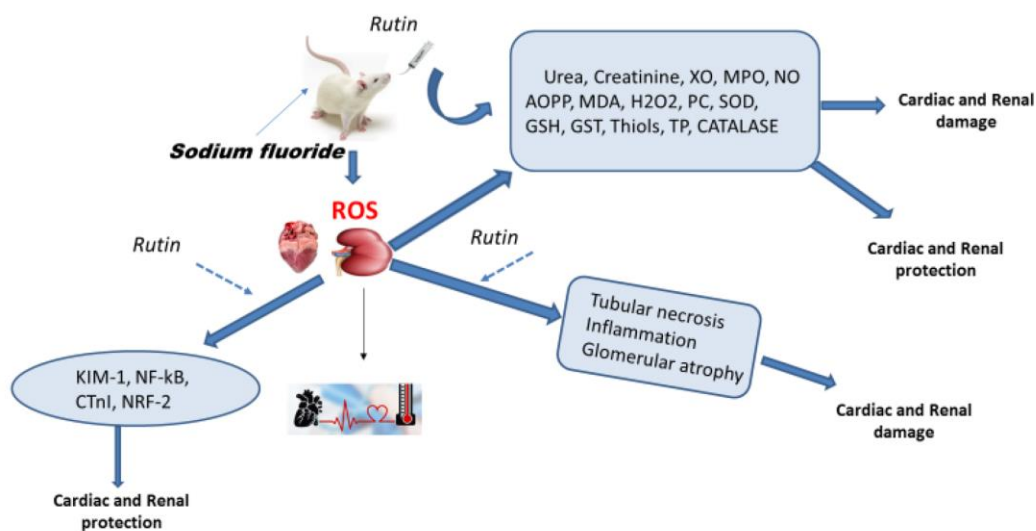 Rutin
Urea, Creatinine, XO, MPO, NO
AOPP, MDA, H2O2, PC, SOD,
GSH, GST, Thiols, TP, CATALASE
Cardiac and Renal
damage
Sodium fluoride
ROS
Rutin
Rutin
Cardiac and Renal
protection
Tubular necrosis
Inflammation
Glomerular atrophy
KIM-1, NF-kB,
CTnI, NRF-2
Cardiac and Renal
damage
Cardiac and Renal
protection